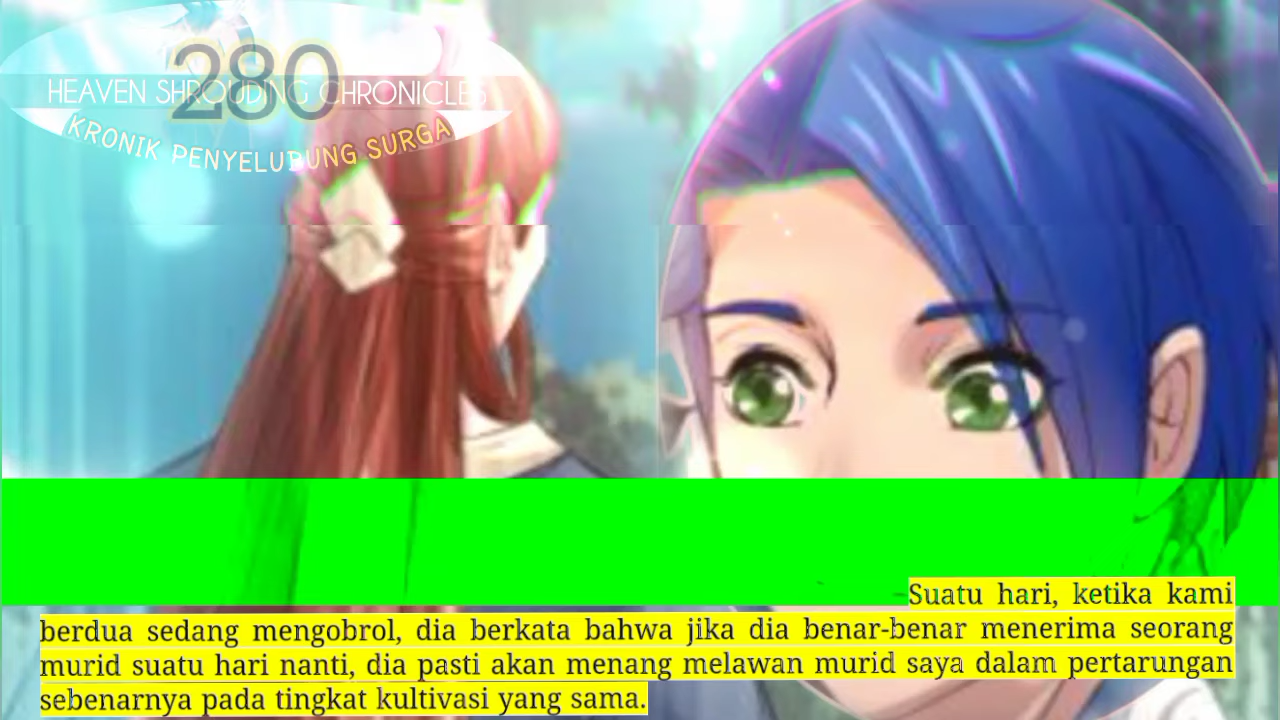 280
HEAVEN SHROUDING CHRONICLES
KRONIK PENYELUBUNG SURGA
Suatu hari, ketika kami
berdua sedang mengobrol, dia berkata bahwa jika dia benar-benar menerima seorang
murid suatu hari nanti, dia pasti akan menang melawan murid saya dalam pertarungan
sebenarnya pada tingkat kultivasi yang sama.